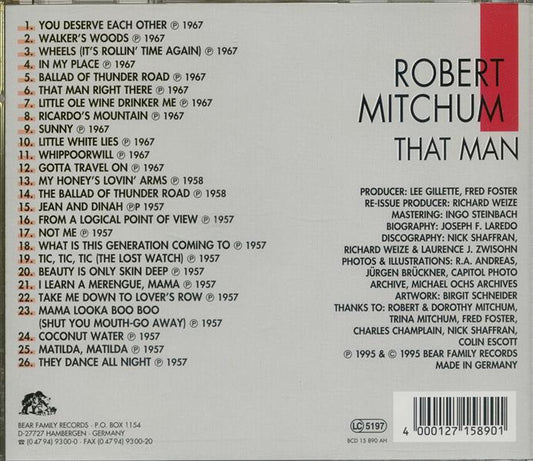 1. YOU DESERVE EACH OTHER ℗ 1967
2. WALKER'S WOODS ℗ 1967
3. WHEELS (IT'S ROLLIN' TIME AGAIN) ℗ 1967
4. IN MY PLACE ℗ 1967
5. BALLAD OF THUNDER ROAD ℗ 1967
6. THAT MAN RIGHT THERE ℗ 1967
7. LITTLE OLE WINE DRINKER ME ℗ 1967
8. RICARDO'S MOUNTAIN ℗ 1967
9. SUNNY ℗ 1967
10. LITTLE WHITE LIES ℗ 1967
11. WHIPPOORWILL ℗ 1967
12. GOTTA TRAVEL ON ℗ 1967
13. MY HONEY'S LOVIN' ARMS ℗ 1958
14. THE BALLAD OF THUNDER ROAD ℗ 1958
15. JEAN AND DINAH ℗P 1957
16. FROM A LOGICAL POINT OF VIEW ℗ 1957
17. NOT ME ℗ 1957
18. WHAT IS THIS GENERATION COMING TO ℗ 1957
19. TIC, TIC, TIC (THE LOST WATCH) ℗ 1957
20. BEAUTY IS ONLY SKIN DEEP ℗ 1957
21. I LEARN A MERENGUE, MAMA ℗ 1957
22. TAKE ME DOWN TO LOVER'S ROW ℗ 1957
23. MAMA LOOKA BOO BOO
(SHUT YOU MOUTH-GO AWAY) ℗ 1957
24. COCONUT WATER ℗ 1957
25. MATILDA, MATILDA ℗ 1957
26. THEY DANCE ALL NIGHT ℗ 1957
BEAR FAMILY RECORDS · P.O. BOX 1154
D-27727 HAMBERGEN · GERMANY
☎ (0 47 94) 93 00-0 · FAX (0 47 94) 93 00-20
ROBERT
MITCHUM
THAT MAN
PRODUCER: LEE GILLETTE, FRED FOSTER
RE-ISSUE PRODUCER: RICHARD WEIZE
MASTERING: INGO STEINBACH
BIOGRAPHY: JOSEPH F. LAREDO
DISCOGRAPHY: NICK SHAFFRAN,
RICHARD WEIZE & LAURENCE J. ZWISOHN
PHOTOS & ILLUSTRATIONS: R.A. ANDREAS,
JÜRGEN BRÜCKNER, CAPITOL PHOTO
ARCHIVE, MICHAEL OCHS ARCHIVES
ARTWORK: BIRGIT SCHNEIDER
THANKS TO: ROBERT & DOROTHY MITCHUM,
TRINA MITCHUM, FRED FOSTER,
CHARLES CHAMPLAIN, NICK SHAFFRAN,
COLIN ESCOTT
℗ 1995 & © 1995 BEAR FAMILY RECORDS
MADE IN GERMANY
LC 5197
BCD 15 890 AH
4 000127 158901